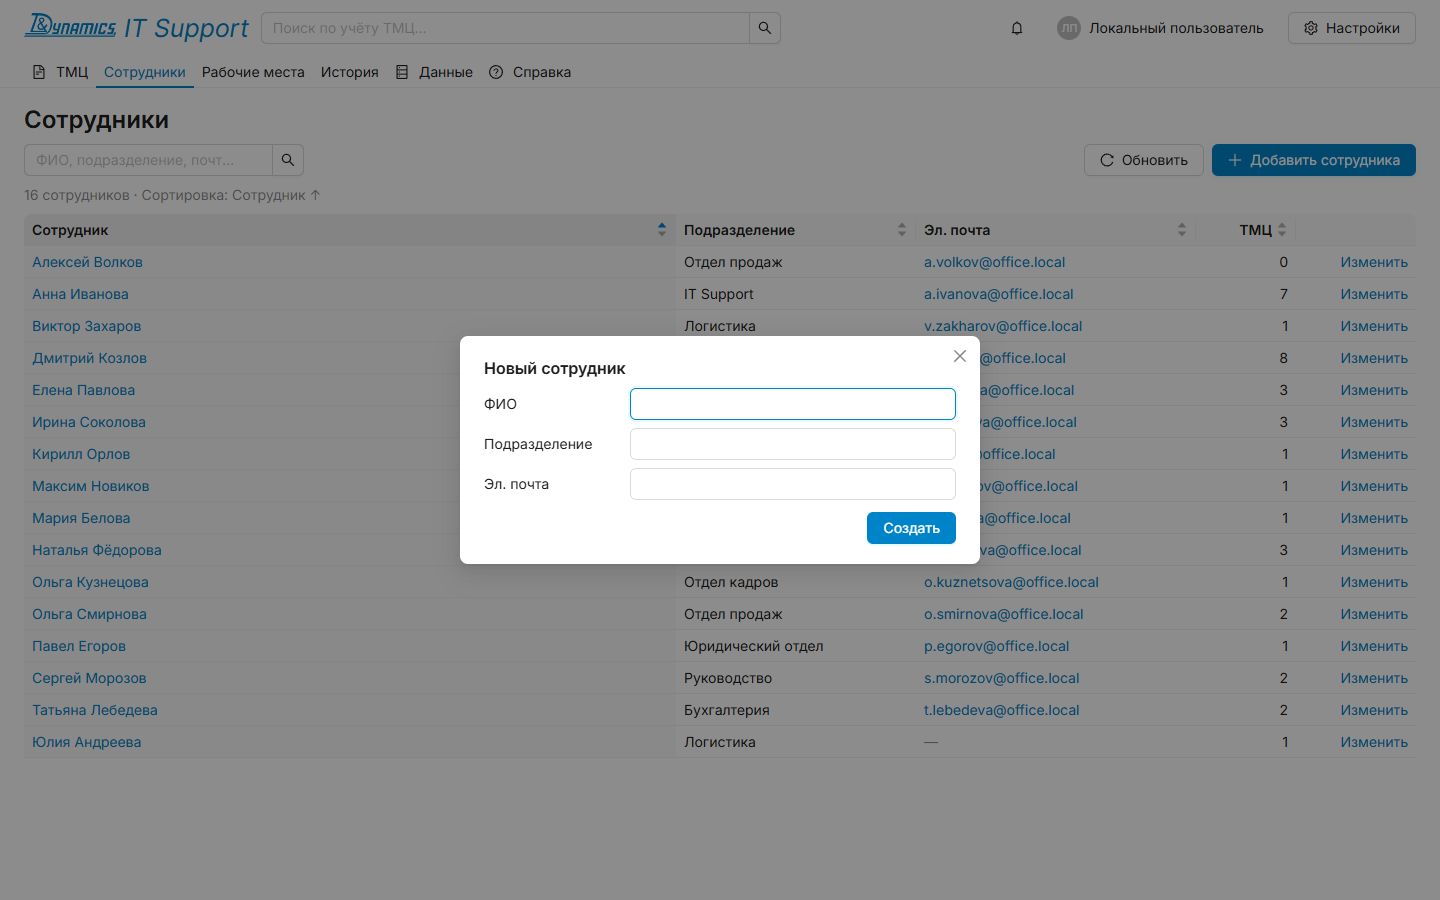 Dynamics IT Support
Поиск по учёту ТМЦ...
ЛП Локальный пользователь
Настройки
ТМЦ Сотрудники Рабочие места История Данные Справка
Сотрудники
ФИО, подразделение, почт...
Обновить
+ Добавить сотрудника
16 сотрудников · Сортировка: Сотрудник ↑
Сотрудник Подразделение Эл. почта ТМЦ
Алексей Волков Отдел продаж a.volkov@office.local 0 Изменить
Анна Иванова IT Support a.ivanova@office.local 7 Изменить
Виктор Захаров Логистика v.zakharov@office.local 1 Изменить
Дмитрий Козлов @office.local 8 Изменить
Елена Павлова a@office.local 3 Изменить
Ирина Соколова va@office.local 3 Изменить
Кирилл Орлов @office.local 1 Изменить
Максим Новиков ov@office.local 1 Изменить
Мария Белова a@office.local 1 Изменить
Наталья Фёдорова va@office.local 3 Изменить
Новый сотрудник
ФИО
Подразделение
Эл. почта
Создать
Ольга Кузнецова Отдел кадров o.kuznetsova@office.local 1 Изменить
Ольга Смирнова Отдел продаж o.smirnova@office.local 2 Изменить
Павел Егоров Юридический отдел p.egorov@office.local 1 Изменить
Сергей Морозов Руководство s.morozov@office.local 2 Изменить
Татьяна Лебедева Бухгалтерия t.lebedeva@office.local 2 Изменить
Юлия Андреева Логистика — 1 Изменить